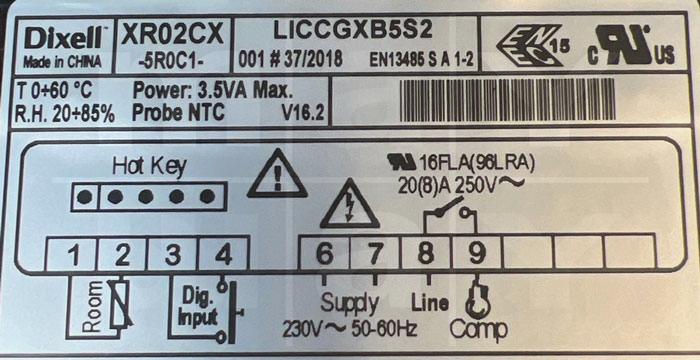 Dixell
Made in CHINA
XR02CX
-5R0C1-
LICCGXB5S2
001 # 37/2018 EN13485 S A 1-2
ENEC 15
c UR US
T 0÷60 °C Power: 3.5VA Max.
R.H. 20÷85% Probe NTC V16.2
Hot Key
16FLA(96LRA)
20(8)A 250V~
1 2 3 4 6 7 8 9
Room
Dig.
Input
Supply Line
230V~ 50-60Hz Comp